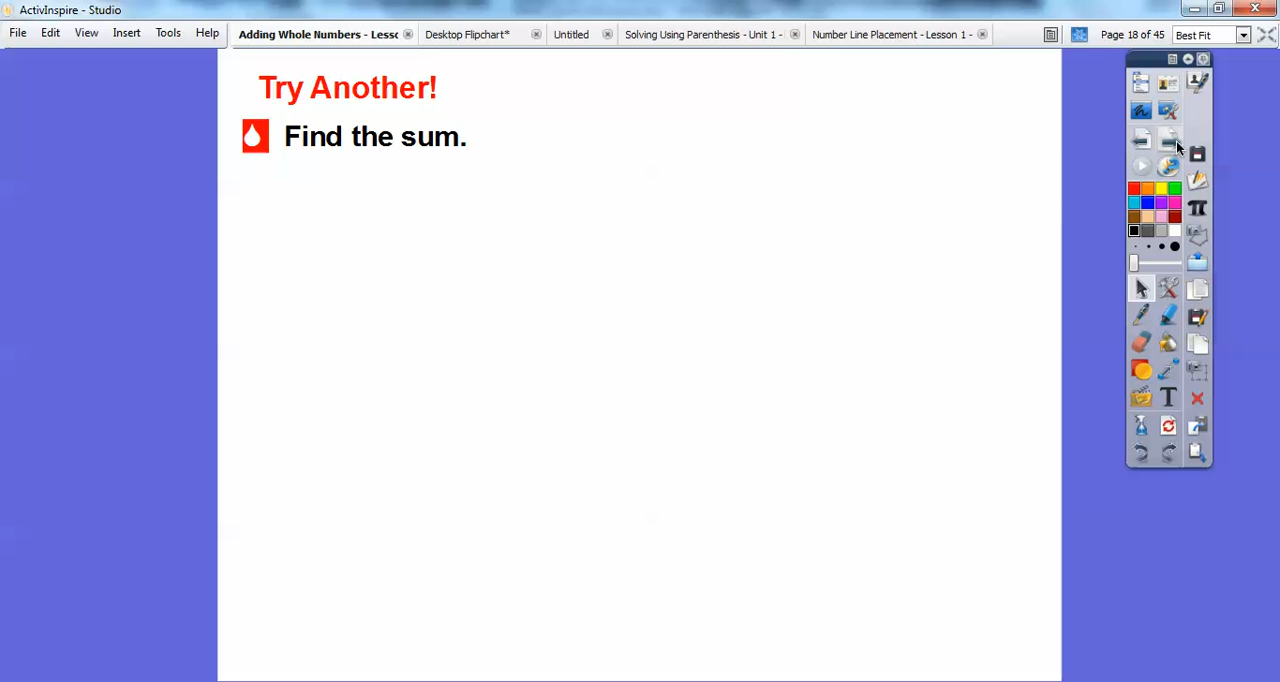 ActivInspire - Studio
File Edit View Insert Tools Help
Adding Whole Numbers - Lessc Desktop Flipchart* Untitled Solving Using Parenthesis - Unit 1 - Number Line Placement - Lesson 1 - Page 18 of 45 Best Fit
Try Another!
Find the sum.